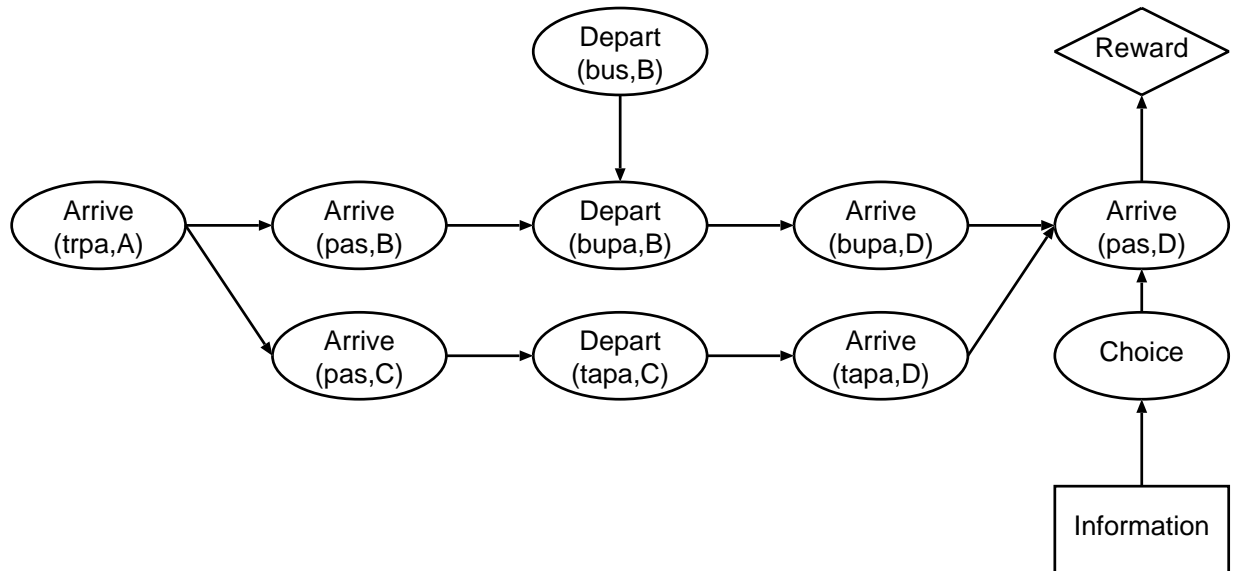 Depart
(bus,B)
Reward
Arrive
(trpa,A)
Arrive
(pas,B)
Depart
(bupa,B)
Arrive
(bupa,D)
Arrive
(pas,D)
Arrive
(pas,C)
Depart
(tapa,C)
Arrive
(tapa,D)
Choice
Information